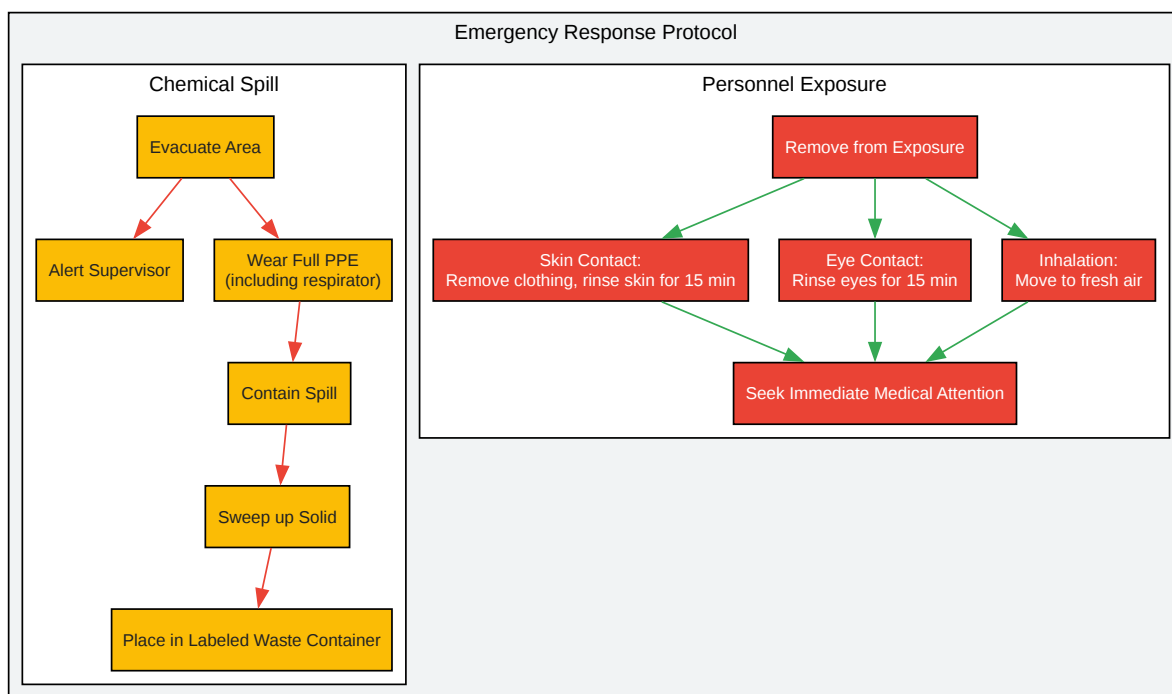 Emergency Response Protocol
Chemical Spill
Evacuate Area
Alert Supervisor
Wear Full PPE
(including respirator)
Contain Spill
Sweep up Solid
Place in Labeled Waste Container
Personnel Exposure
Remove from Exposure
Skin Contact:
Remove clothing, rinse skin for 15 min
Eye Contact:
Rinse eyes for 15 min
Inhalation:
Move to fresh air
Seek Immediate Medical Attention